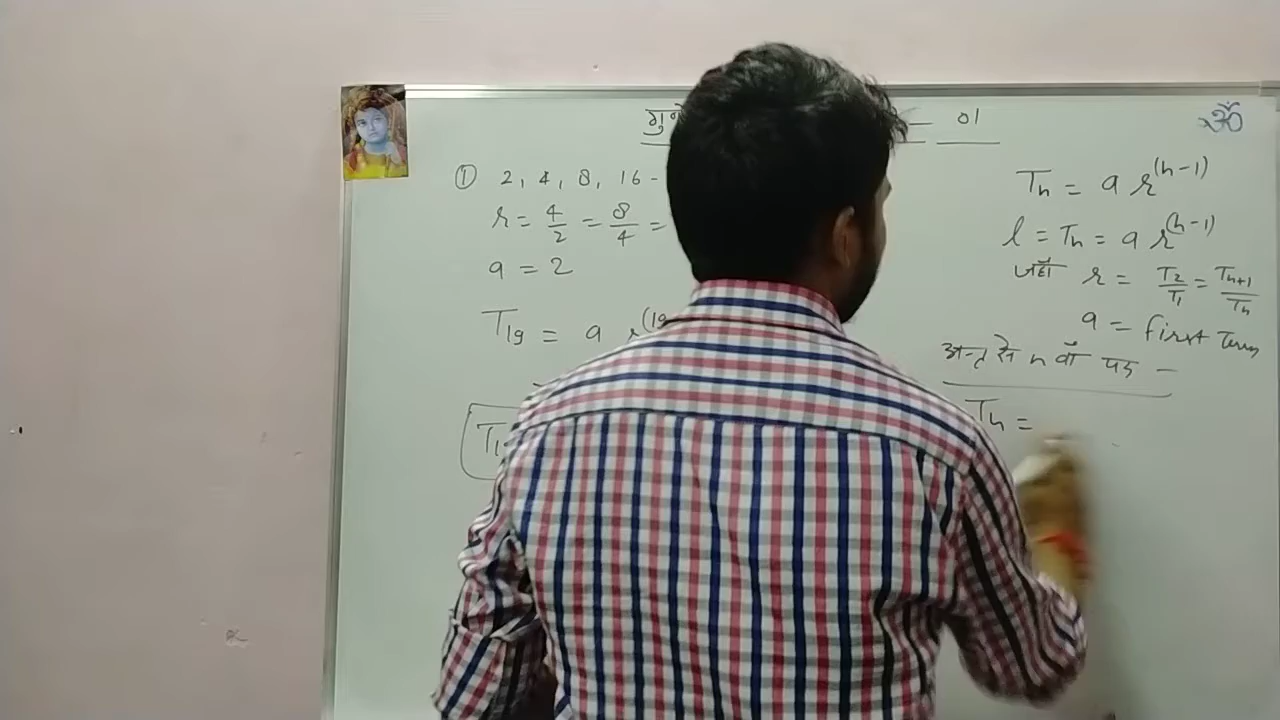 गुण — 01
ॐ
① 2, 4, 8, 16 -
r = 4/2 = 8/4 =
a = 2
T₁₉ = a r^(19
T₁
Tₙ = a r^(n-1)
l = Tₙ = a r^(n-1)
जहाँ r = T₂/T₁ = Tₙ₊₁/Tₙ
a = first Term
अन्त से n वाँ पद —
Tₙ =